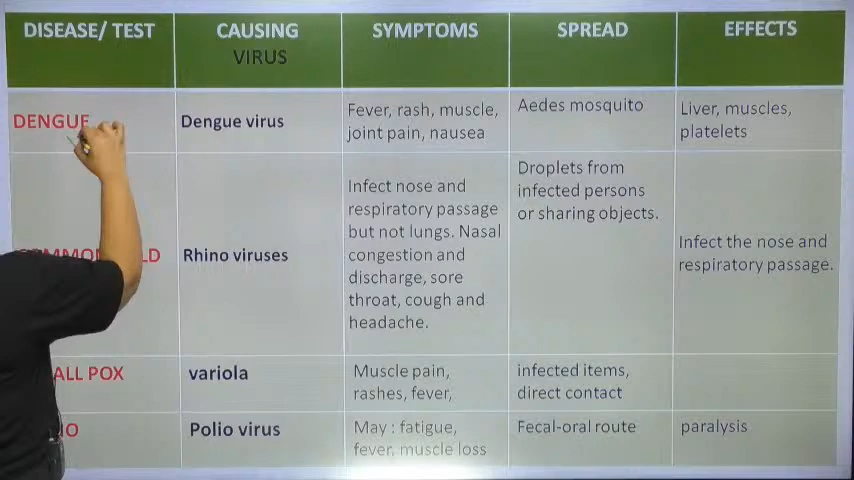 DISEASE/ TEST
CAUSING
VIRUS
SYMPTOMS
SPREAD
EFFECTS
DENGUE
Dengue virus
Fever, rash, muscle,
joint pain, nausea
Aedes mosquito
Liver, muscles,
platelets
Rhino viruses
Infect nose and
respiratory passage
but not lungs. Nasal
congestion and
discharge, sore
throat, cough and
headache.
Droplets from
infected persons
or sharing objects.
Infect the nose and
respiratory passage.
ALL POX
variola
Muscle pain,
rashes, fever,
infected items,
direct contact
Polio virus
May : fatigue,
fever, muscle loss
Fecal-oral route
paralysis